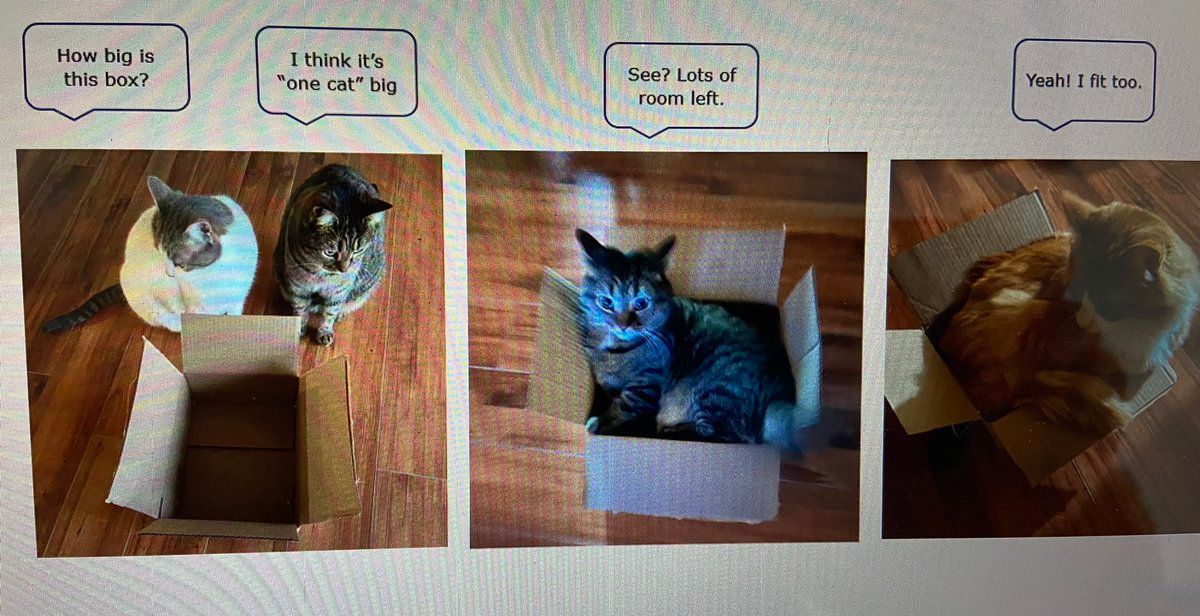 How big is
this box?
I think it's
"one cat" big
See? Lots of
room left.
Yeah! I fit too.